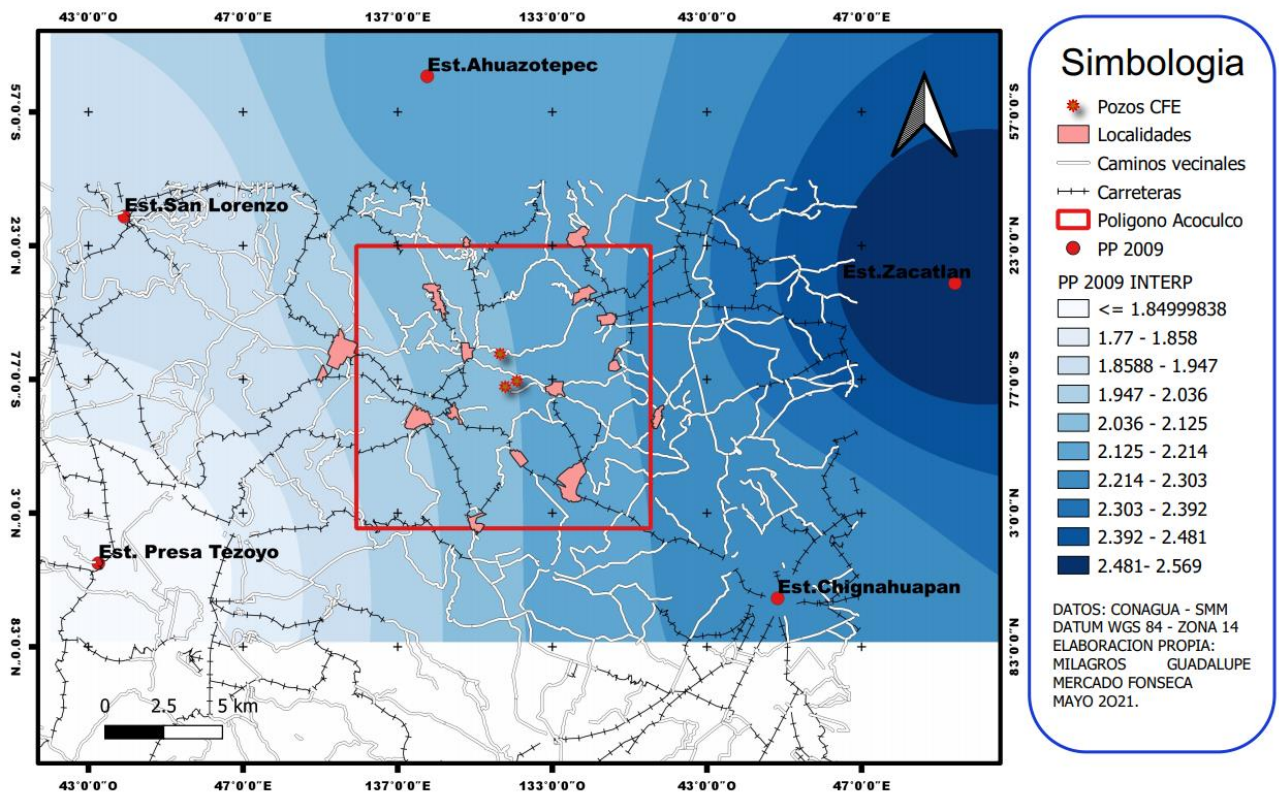 43°0'0"E 47°0'0"E 137°0'0"E 133°0'0"E 43°0'0"E 47°0'0"E
57°0'0"S
2 3°0'0"N
77°0'0"S
3°0'0"N
83°0'0"N
Est.Ahuazotepec
Est.San Lorenzo
Est.Zacatlan
Est. Presa Tezoyo
Est.Chignahuapan
0 2.5 5 km
57°0'0"S
23°0'0"N
77°0'0"S
3°0'0"N
83°0'0"N
43°0'0"E 47°0'0"E 137°0'0"E 133°0'0"E 43°0'0"E 47°0'0"E
Simbologia
Pozos CFE
Localidades
Caminos vecinales
Carreteras
Poligono Acoculco
PP 2009
PP 2009 INTERP
<= 1.84999838
1.77 - 1.858
1.8588 - 1.947
1.947 - 2.036
2.036 - 2.125
2.125 - 2.214
2.214 - 2.303
2.303 - 2.392
2.392 - 2.481
2.481- 2.569
DATOS: CONAGUA - SMM
DATUM WGS 84 - ZONA 14
ELABORACION PROPIA:
MILAGROS GUADALUPE
MERCADO FONSECA
MAYO 2O21.